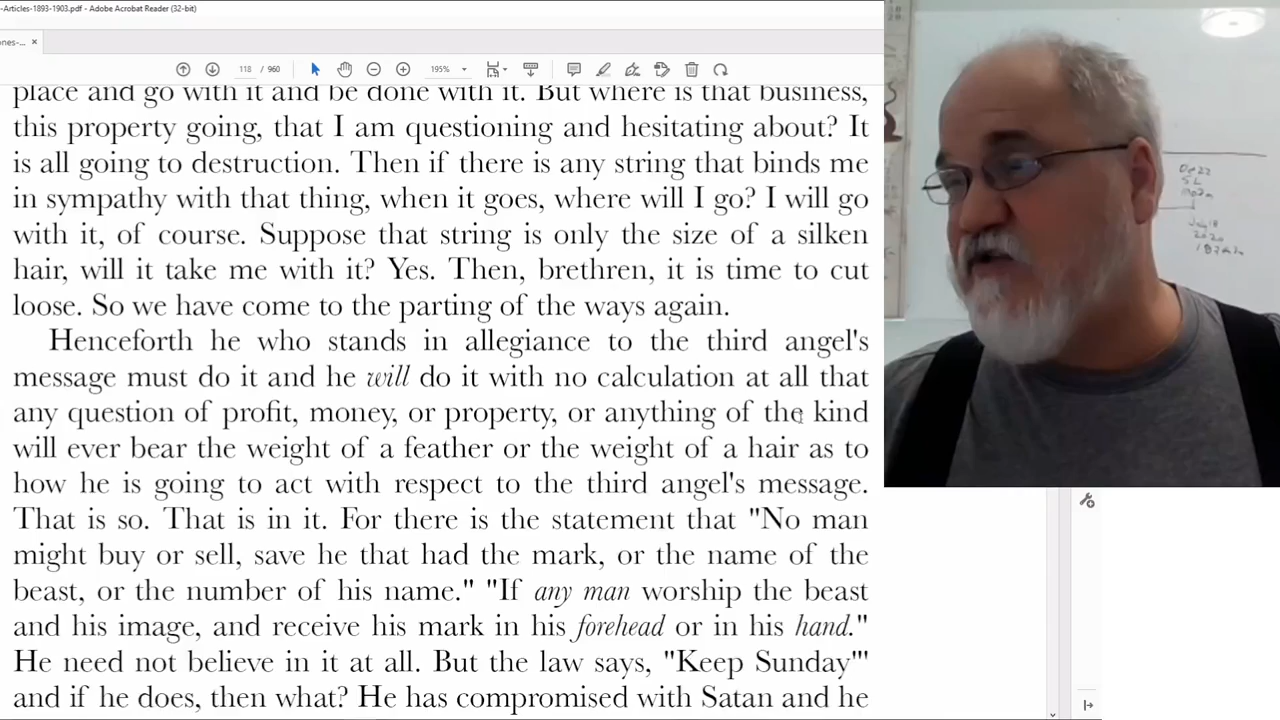 -Articles-1893-1903.pdf - Adobe Acrobat Reader (32-bit)
ones-...
118 / 960
195%
place and go with it and be done with it. But where is that business,
this property going, that I am questioning and hesitating about? It
is all going to destruction. Then if there is any string that binds me
in sympathy with that thing, when it goes, where will I go? I will go
with it, of course. Suppose that string is only the size of a silken
hair, will it take me with it? Yes. Then, brethren, it is time to cut
loose. So we have come to the parting of the ways again.
Henceforth he who stands in allegiance to the third angel's
message must do it and he will do it with no calculation at all that
any question of profit, money, or property, or anything of the kind
will ever bear the weight of a feather or the weight of a hair as to
how he is going to act with respect to the third angel's message.
That is so. That is in it. For there is the statement that "No man
might buy or sell, save he that had the mark, or the name of the
beast, or the number of his name." "If any man worship the beast
and his image, and receive his mark in his forehead or in his hand."
He need not believe in it at all. But the law says, "Keep Sunday"'
and if he does, then what? He has compromised with Satan and he
July 18
2020